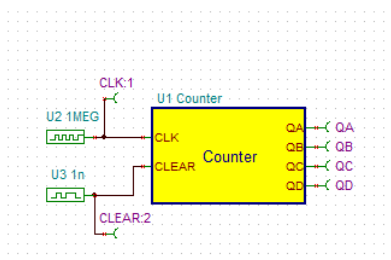 CLK:1
U2 1MEG
U1 Counter
CLK
QA
QA
QB
QB
Counter
CLEAR
QC
QC
QD
QD
U3 1n
CLEAR:2